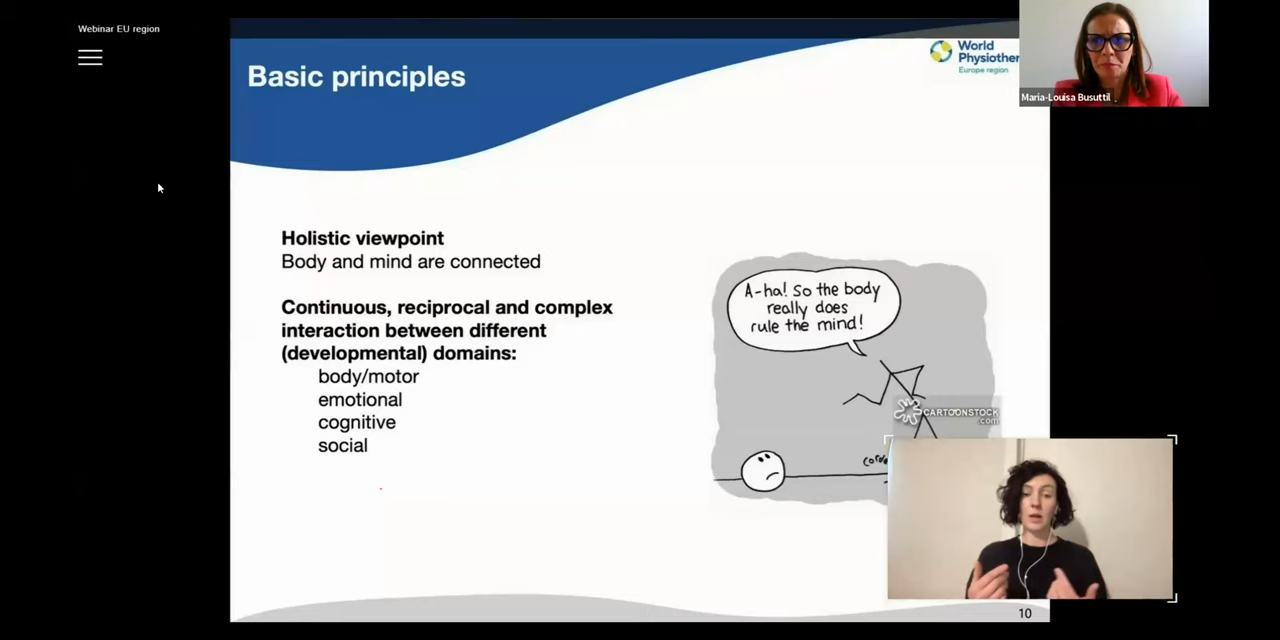 Webinar EU region
Basic principles
World
Physiother
Europe region
Maria-Louisa Busuttil
Holistic viewpoint
Body and mind are connected
Continuous, reciprocal and complex
interaction between different
(developmental) domains:
body/motor
emotional
cognitive
social
A-ha! So the body
really does
rule the mind!
CARTOONSTOCK
.com
10